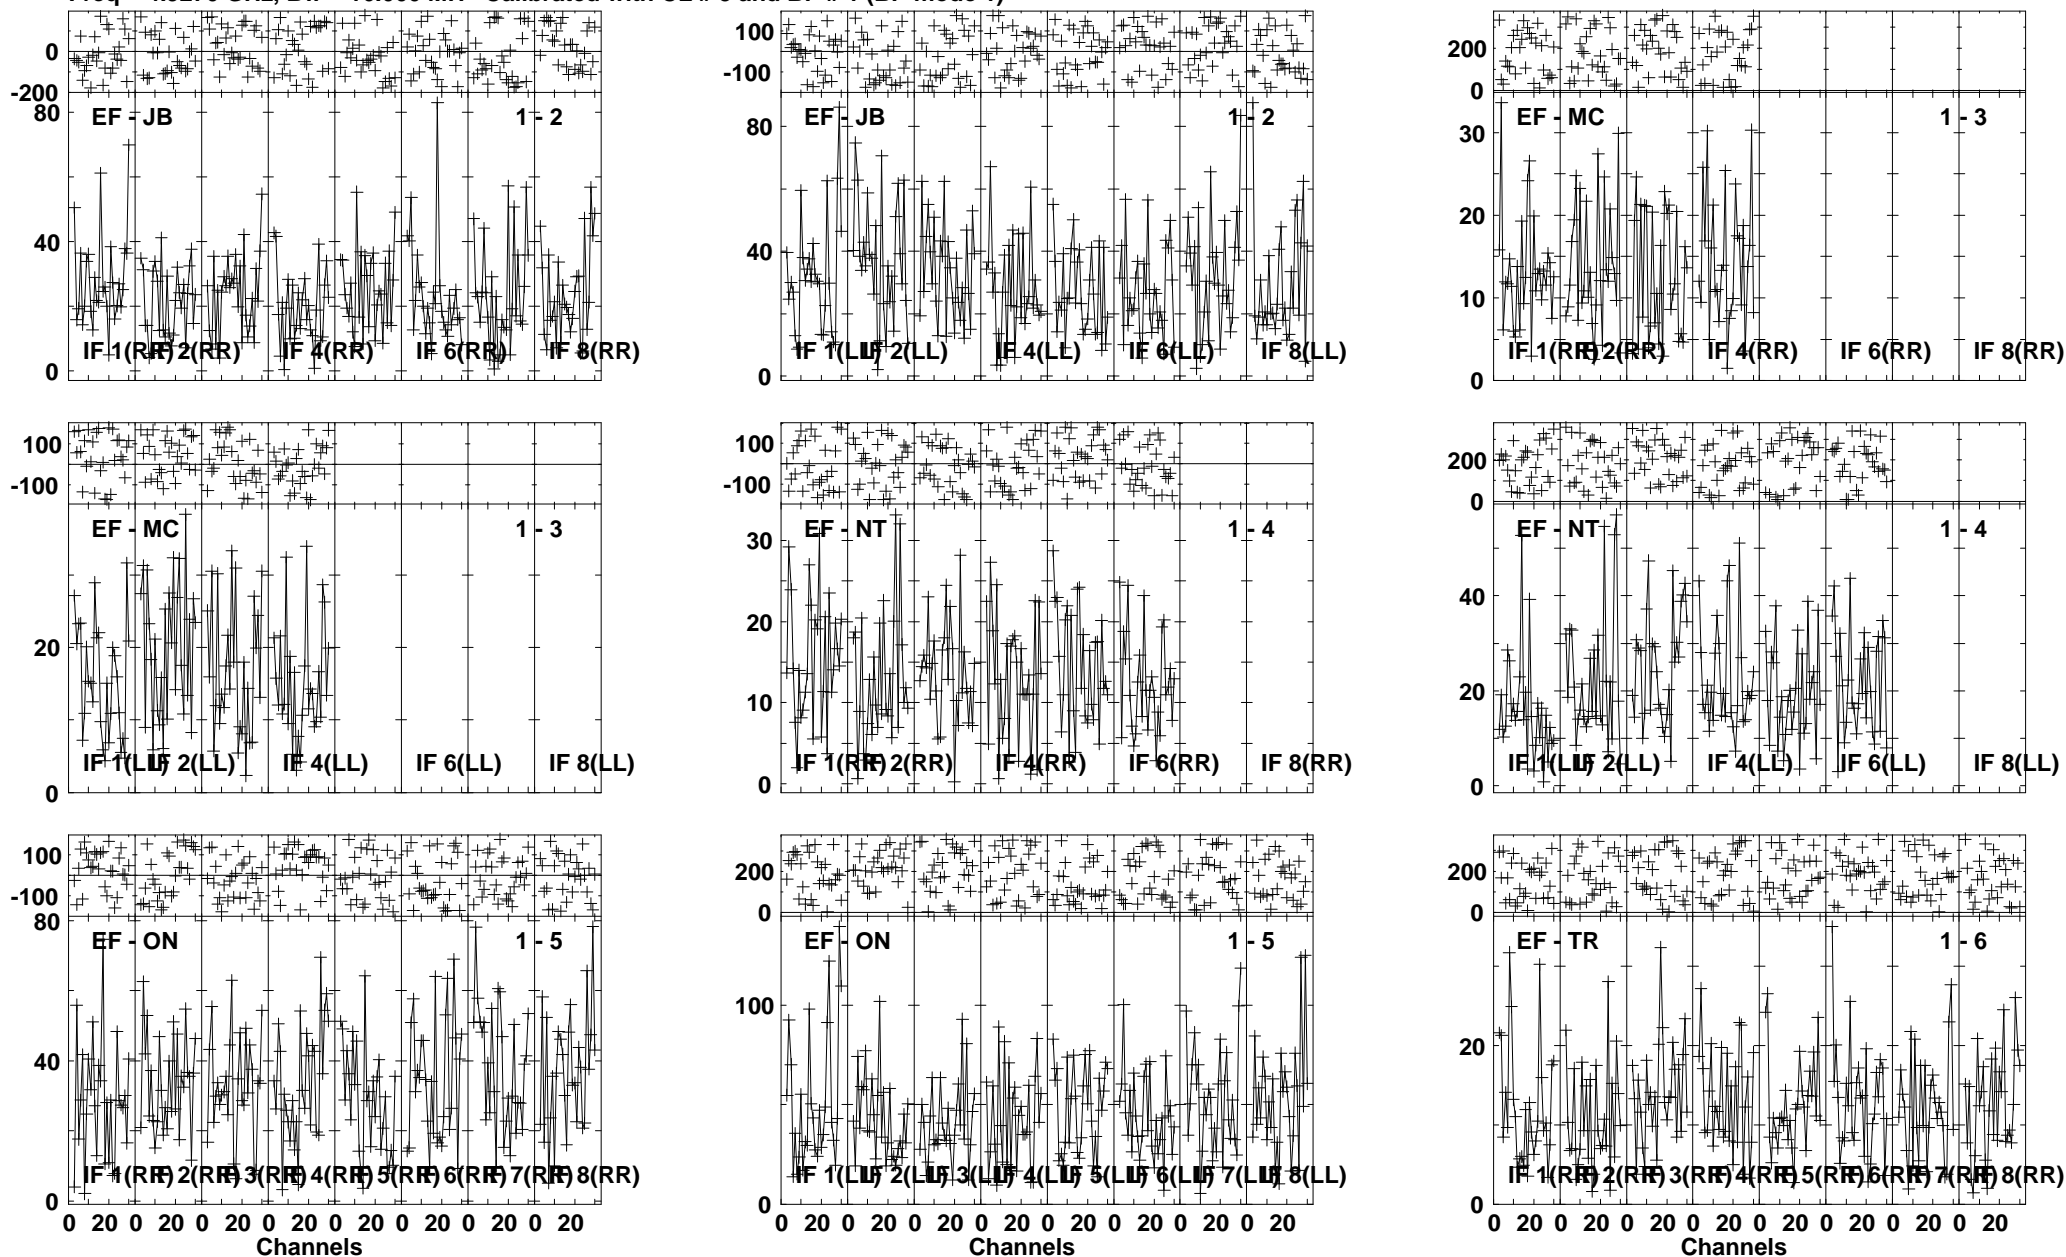 0
-200
100
-100
200
0
EF - JB 1 - 2
80
40
0
IF 1(RR) IF 2(RR) IF 4(RR) IF 6(RR) IF 8(RR)
EF - JB 1 - 2
80
40
0
IF 1(LL) IF 2(LL) IF 4(LL) IF 6(LL) IF 8(LL)
EF - MC 1 - 3
30
20
10
0
IF 1(RR) IF 2(RR) IF 4(RR) IF 6(RR) IF 8(RR)
100
-100
100
-100
200
0
EF - MC 1 - 3
20
0
IF 1(LL) IF 2(LL) IF 4(LL) IF 6(LL) IF 8(LL)
EF - NT 1 - 4
30
20
10
0
IF 1(RR) IF 2(RR) IF 4(RR) IF 6(RR) IF 8(RR)
EF - NT 1 - 4
40
20
0
IF 1(LL) IF 2(LL) IF 4(LL) IF 6(LL) IF 8(LL)
100
-100
200
0
200
0
EF - ON 1 - 5
80
40
0
IF 1(RR) IF 2(RR) IF 3(RR) IF 4(RR) IF 5(RR) IF 6(RR) IF 7(RR) IF 8(RR)
0 20 0 20 0 20 0 20 0 20 0 20 0 20 0 20
Channels
EF - ON 1 - 5
100
0
IF 1(LL) IF 2(LL) IF 3(LL) IF 4(LL) IF 5(LL) IF 6(LL) IF 7(LL) IF 8(LL)
0 20 0 20 0 20 0 20 0 20 0 20 0 20 0 20
Channels
EF - TR 1 - 6
20
0
IF 1(RR) IF 2(RR) IF 3(RR) IF 4(RR) IF 5(RR) IF 6(RR) IF 7(RR) IF 8(RR)
0 20 0 20 0 20 0 20 0 20 0 20 0 20 0 20
Channels